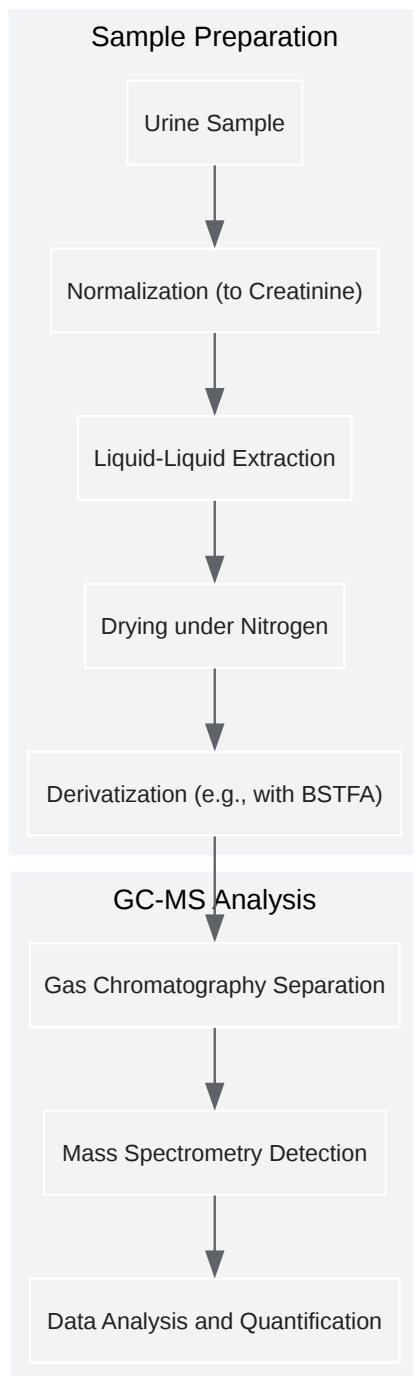 Sample Preparation
Urine Sample
Normalization (to Creatinine)
Liquid-Liquid Extraction
Drying under Nitrogen
Derivatization (e.g., with BSTFA)
GC-MS Analysis
Gas Chromatography Separation
Mass Spectrometry Detection
Data Analysis and Quantification